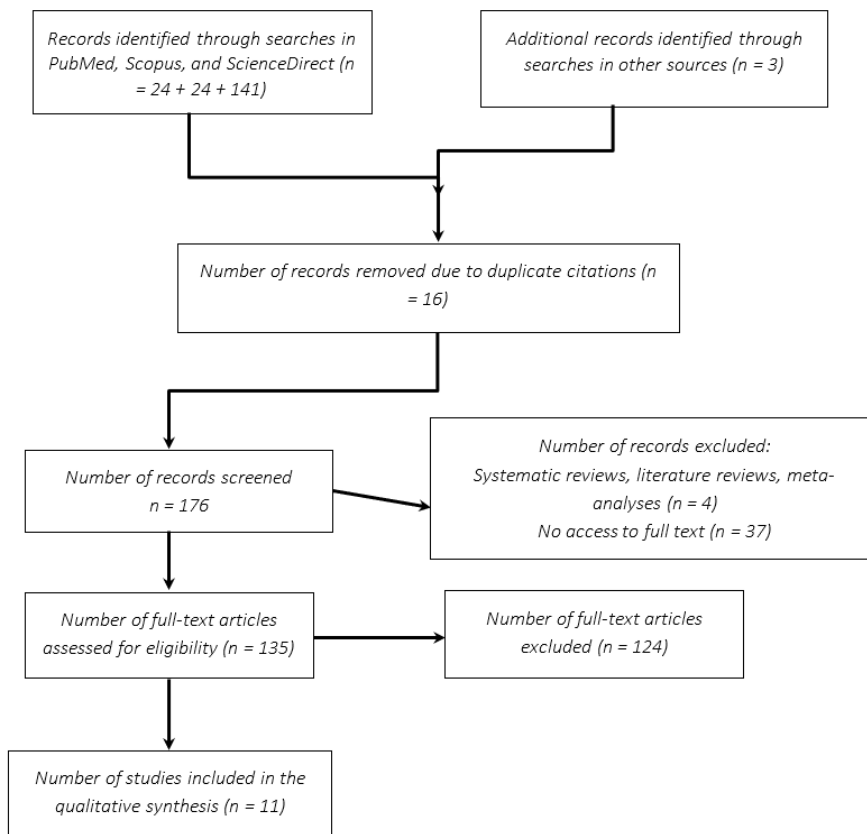 Records identified through searches in
PubMed, Scopus, and ScienceDirect (n
= 24 + 24 + 141)
Additional records identified through
searches in other sources (n = 3)
Number of records removed due to duplicate citations (n
= 16)
Number of records screened
n = 176
Number of records excluded:
Systematic reviews, literature reviews, meta-
analyses (n = 4)
No access to full text (n = 37)
Number of full-text articles
assessed for eligibility (n = 135)
Number of full-text articles
excluded (n = 124)
Number of studies included in the
qualitative synthesis (n = 11)